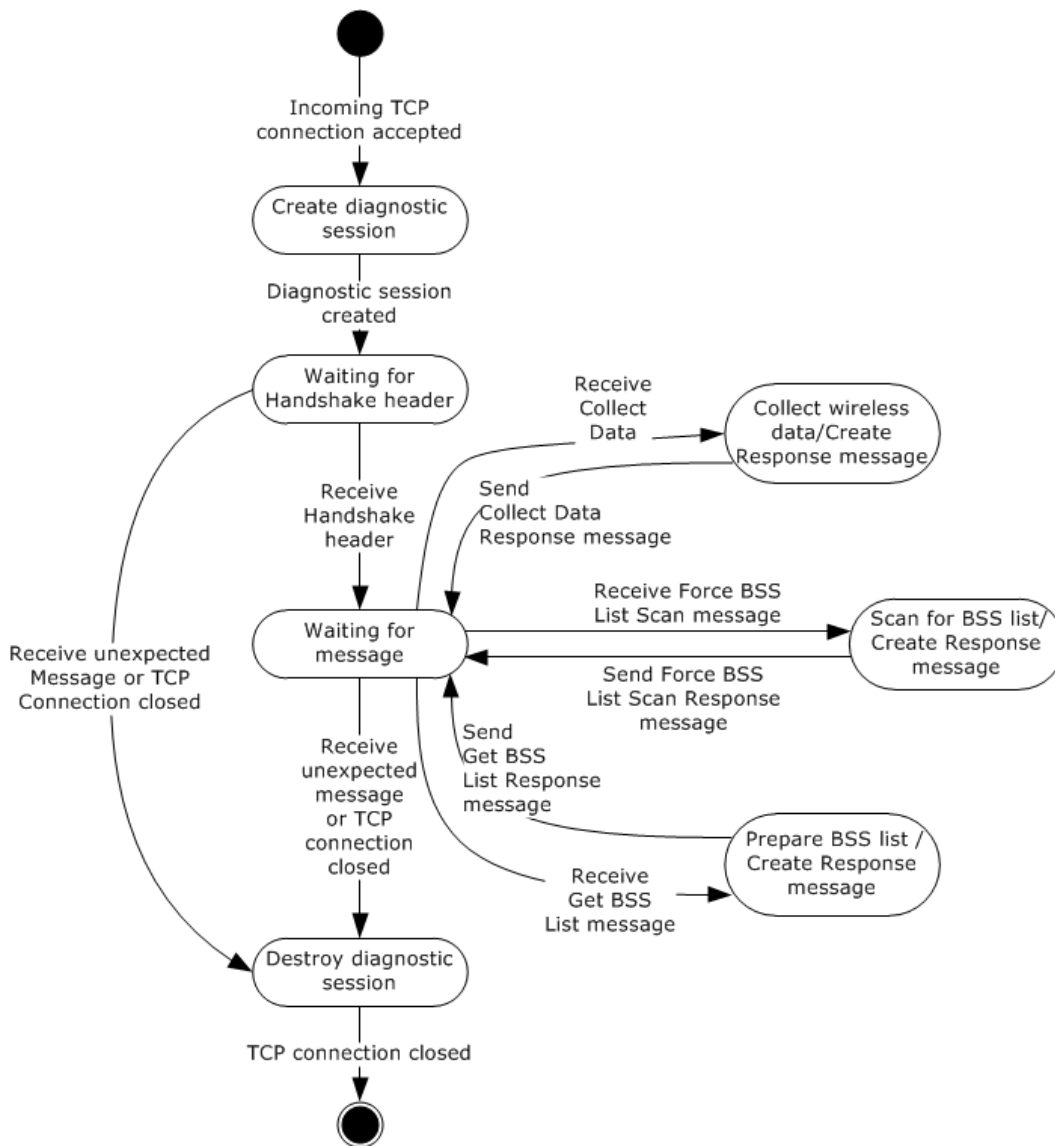 Incoming TCP
connection accepted
Create diagnostic
session
Diagnostic session
created
Waiting for
Handshake header
Receive
Collect
Data
Collect wireless
data/Create
Response message
Receive
Handshake
header
Send
Collect Data
Response message
Receive Force BSS
List Scan message
Waiting for
message
Scan for BSS list/
Create Response
message
Receive unexpected
Message or TCP
Connection closed
Send Force BSS
List Scan Response
message
Receive
unexpected
message
or TCP
connection
closed
Send
Get BSS
List Response
message
Prepare BSS list /
Create Response
message
Receive
Get BSS
List message
Destroy diagnostic
session
TCP connection closed